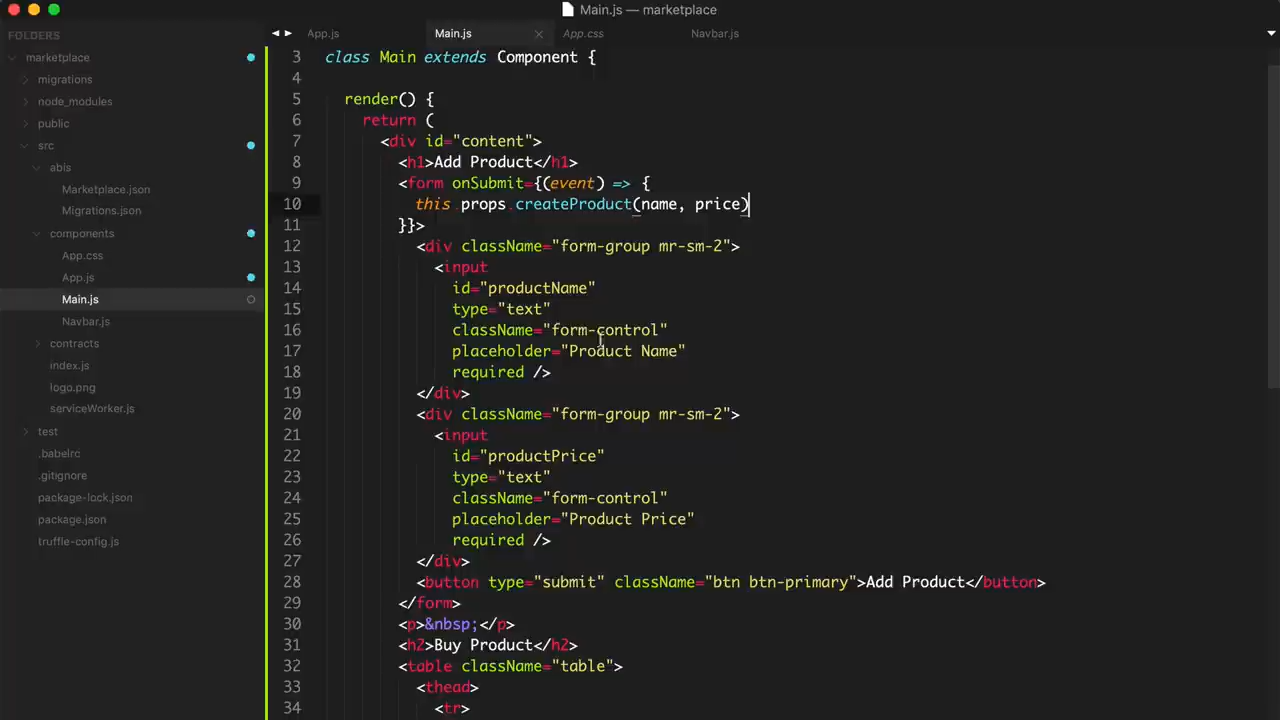 Main.js — marketplace
FOLDERS
marketplace
migrations
node_modules
public
src
abis
Marketplace.json
Migrations.json
components
App.css
App.js
Main.js
Navbar.js
contracts
index.js
logo.png
serviceWorker.js
test
.babelrc
.gitignore
package-lock.json
package.json
truffle-config.js
App.js Main.js App.css Navbar.js
3 class Main extends Component {
4
5 render() {
6 return (
7 <div id="content">
8 <h1>Add Product</h1>
9 <form onSubmit={(event) => {
10 this.props.createProduct(name, price)
11 }}>
12 <div className="form-group mr-sm-2">
13 <input
14 id="productName"
15 type="text"
16 className="form-control"
17 placeholder="Product Name"
18 required />
19 </div>
20 <div className="form-group mr-sm-2">
21 <input
22 id="productPrice"
23 type="text"
24 className="form-control"
25 placeholder="Product Price"
26 required />
27 </div>
28 <button type="submit" className="btn btn-primary">Add Product</button>
29 </form>
30 <p>&nbsp;</p>
31 <h2>Buy Product</h2>
32 <table className="table">
33 <thead>
34 <tr>